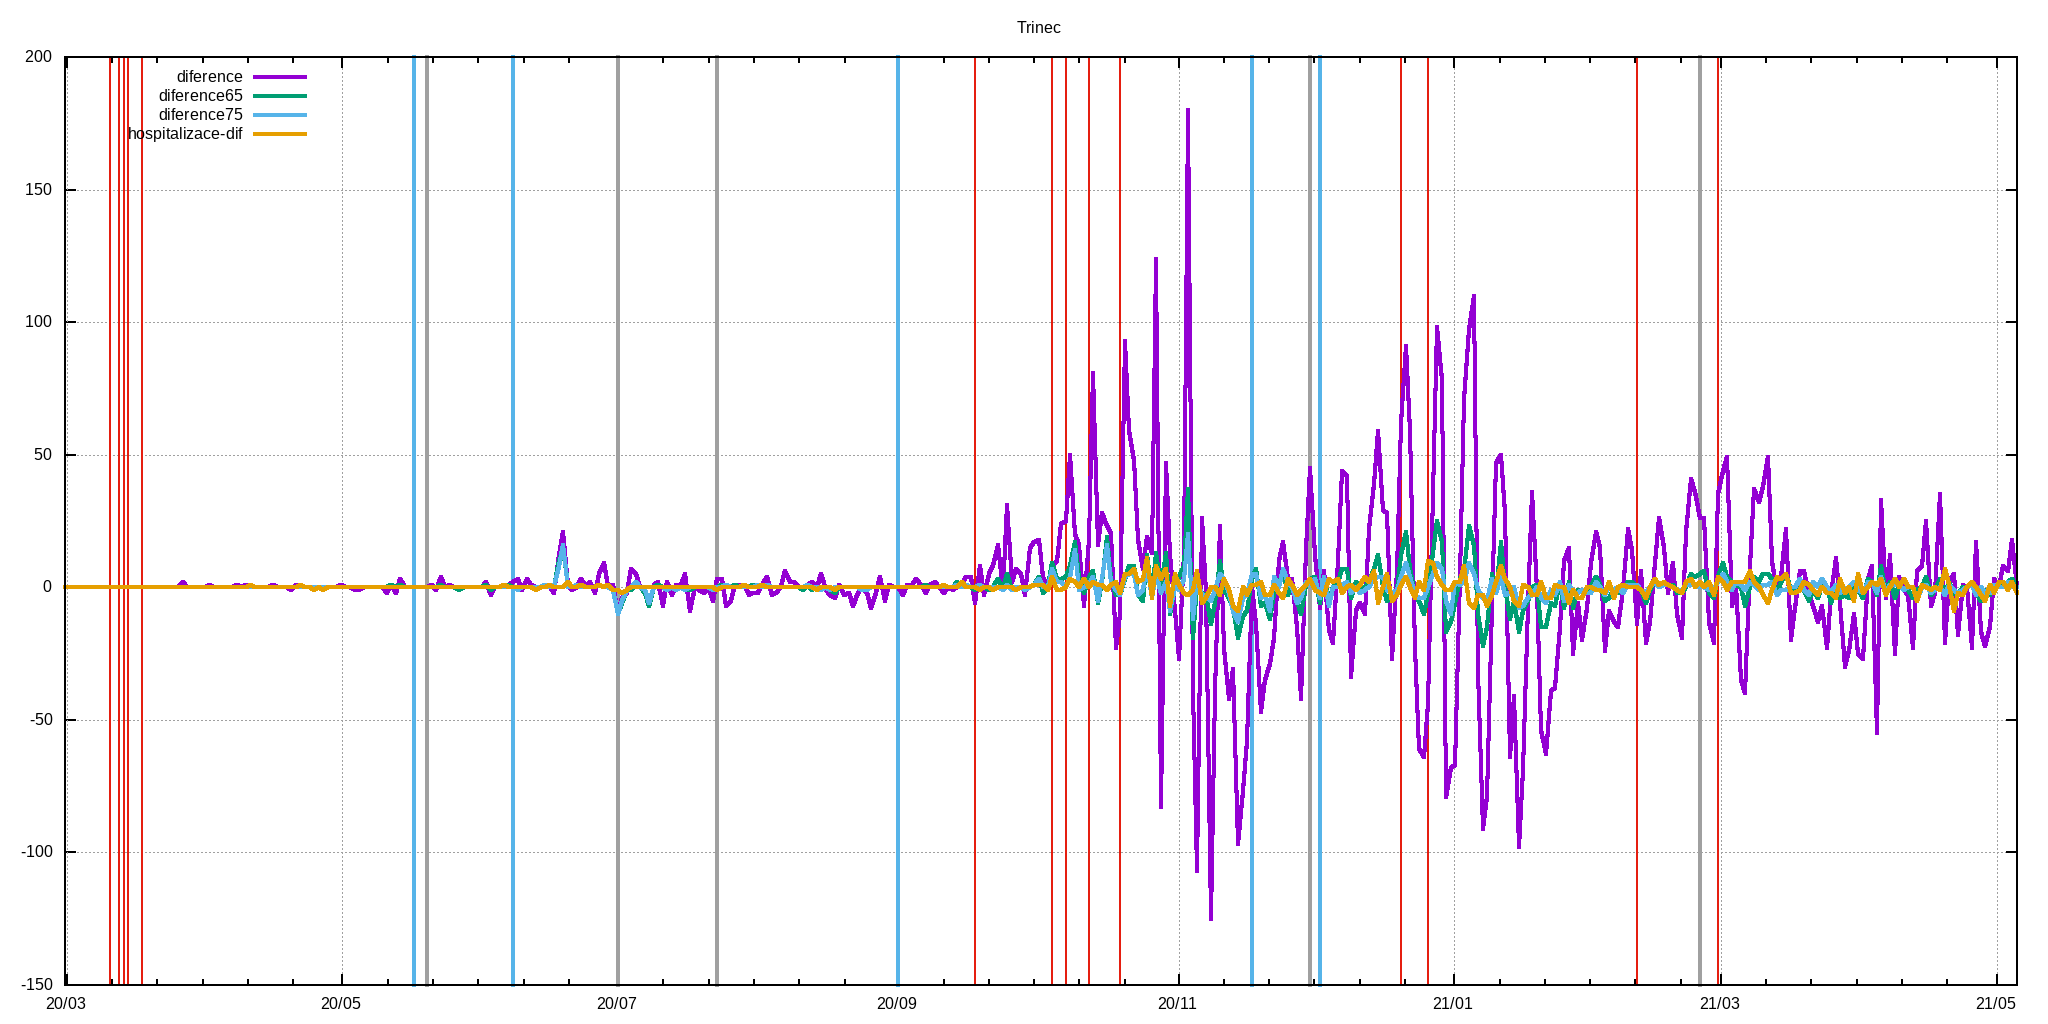 Trinec
200
150
100
50
0
-50
-100
-150
diference
diference65
diference75
hospitalizace-dif
20/03 20/05 20/07 20/09 20/11 21/01 21/03 21/05